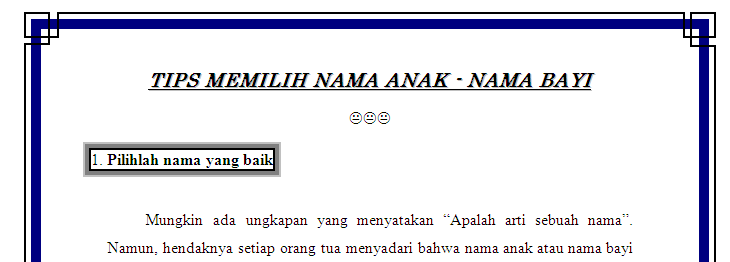 TIPS MEMILIH NAMA ANAK - NAMA BAYI
😐😐😐
1. Pilihlah nama yang baik
Mungkin ada ungkapan yang menyatakan “Apalah arti sebuah nama”.
Namun, hendaknya setiap orang tua menyadari bahwa nama anak atau nama bayi